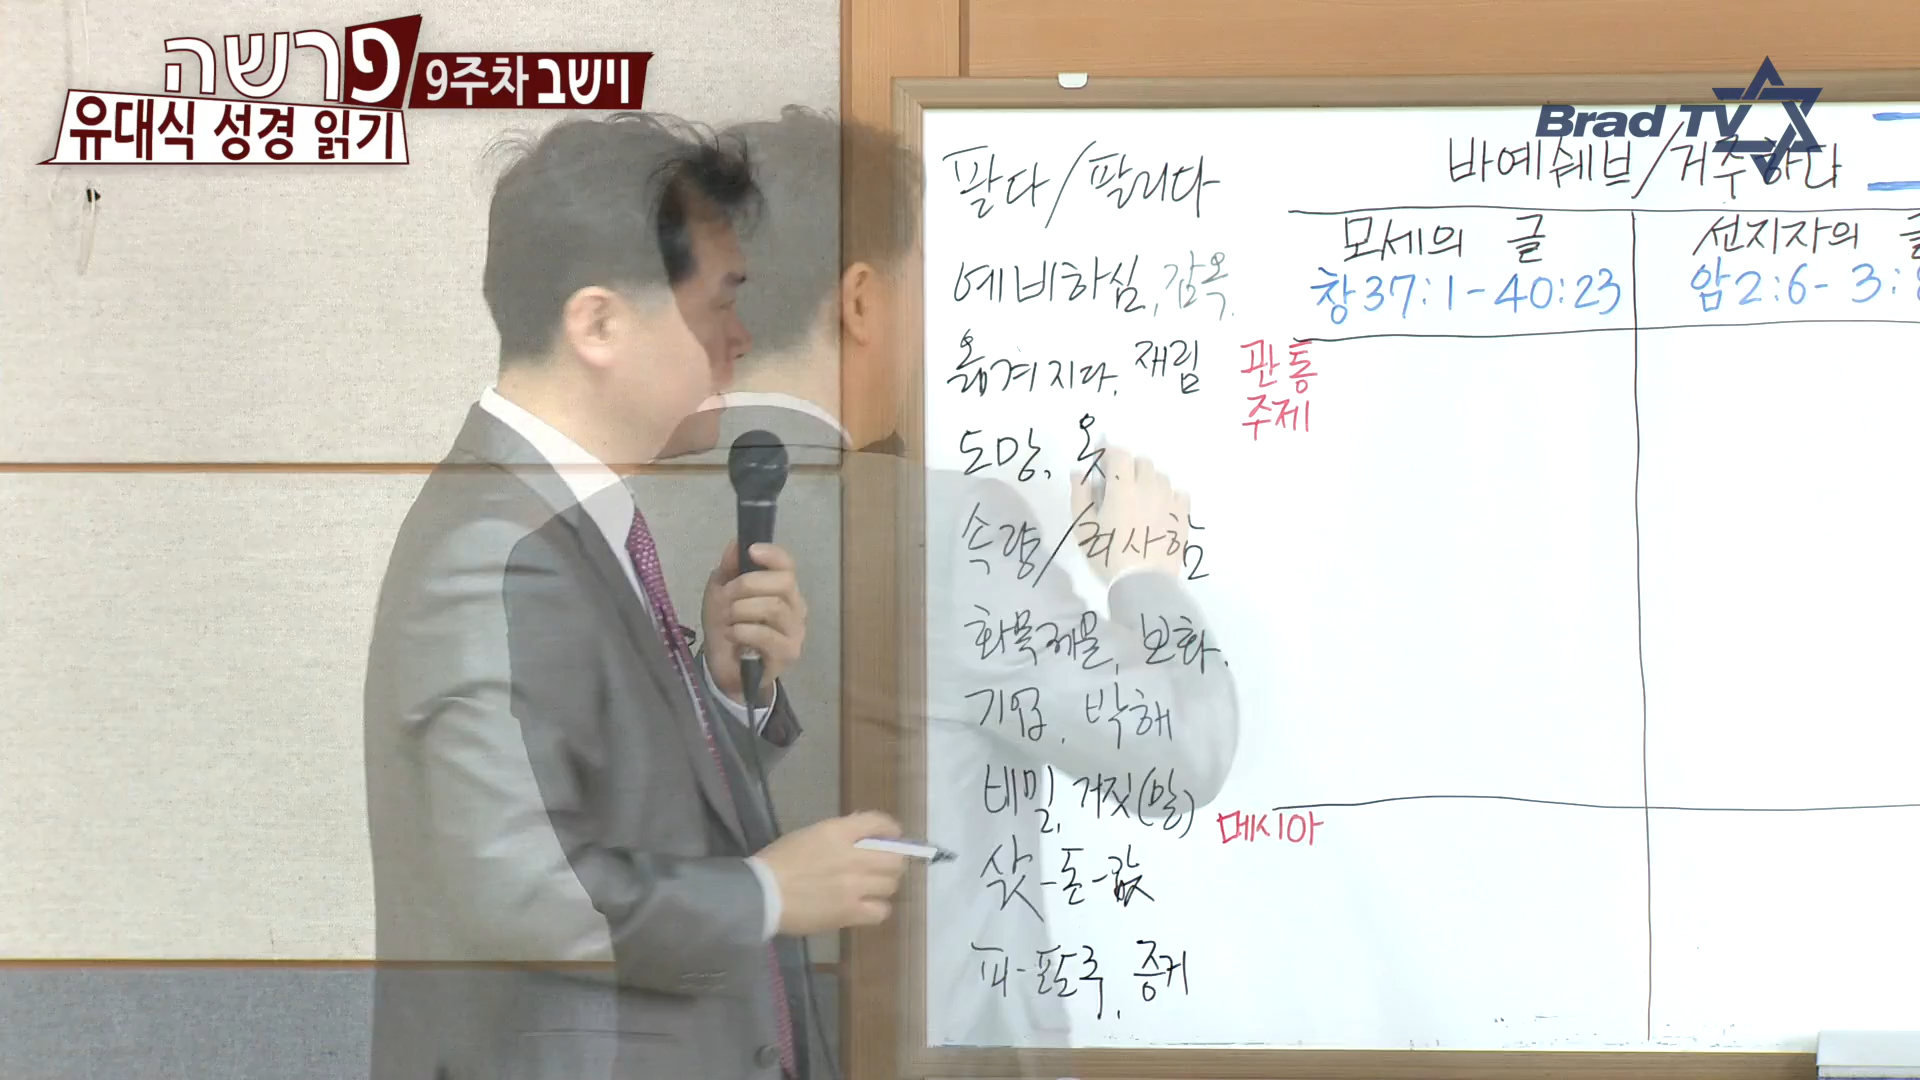 פרשה
유대식 성경 읽기
9주차 וישב
Brad TV
바예쉐브/거주하다
모세의 글
선지자의 글
창37:1-40:23
암2:6-3:8
관통
주제
메시아
팔다/팔리다
예비하심, 감옥.
옮겨지다, 재림
도망, 옷.
속량/희사함
화목제물, 보화.
기업, 박해
비밀, 거짓(말)
삯-돈-값
피-포도주, 증거